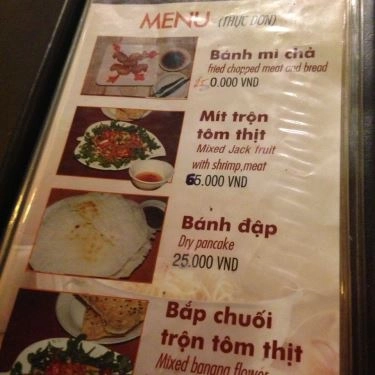 MENU (THỰC ĐƠN)
Bánh mì chả
fried chopped meat and bread
0.000 VND
Mít trộn
tôm thịt
Mixed Jack fruit
with shrimp,meat
65.000 VND
Bánh đập
Dry pancake
25.000 VND
Bắp chuối
trộn tôm thịt
Mixed banana flower